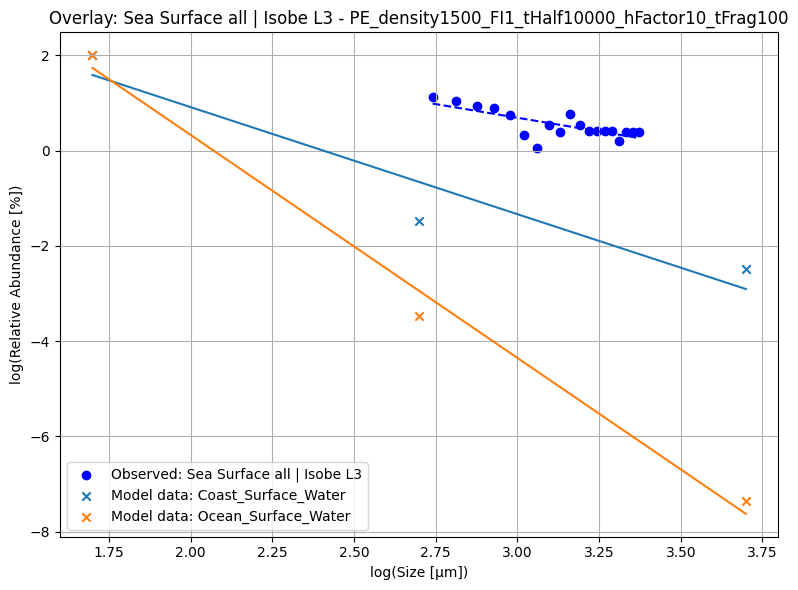 Overlay: Sea Surface all | Isobe L3 - PE_density1500_FI1_tHalf10000_hFactor10_tFrag100
log(Relative Abundance [%])
2
0
−2
−4
−6
−8
Observed: Sea Surface all | Isobe L3
Model data: Coast_Surface_Water
Model data: Ocean_Surface_Water
1.75 2.00 2.25 2.50 2.75 3.00 3.25 3.50 3.75
log(Size [μm])